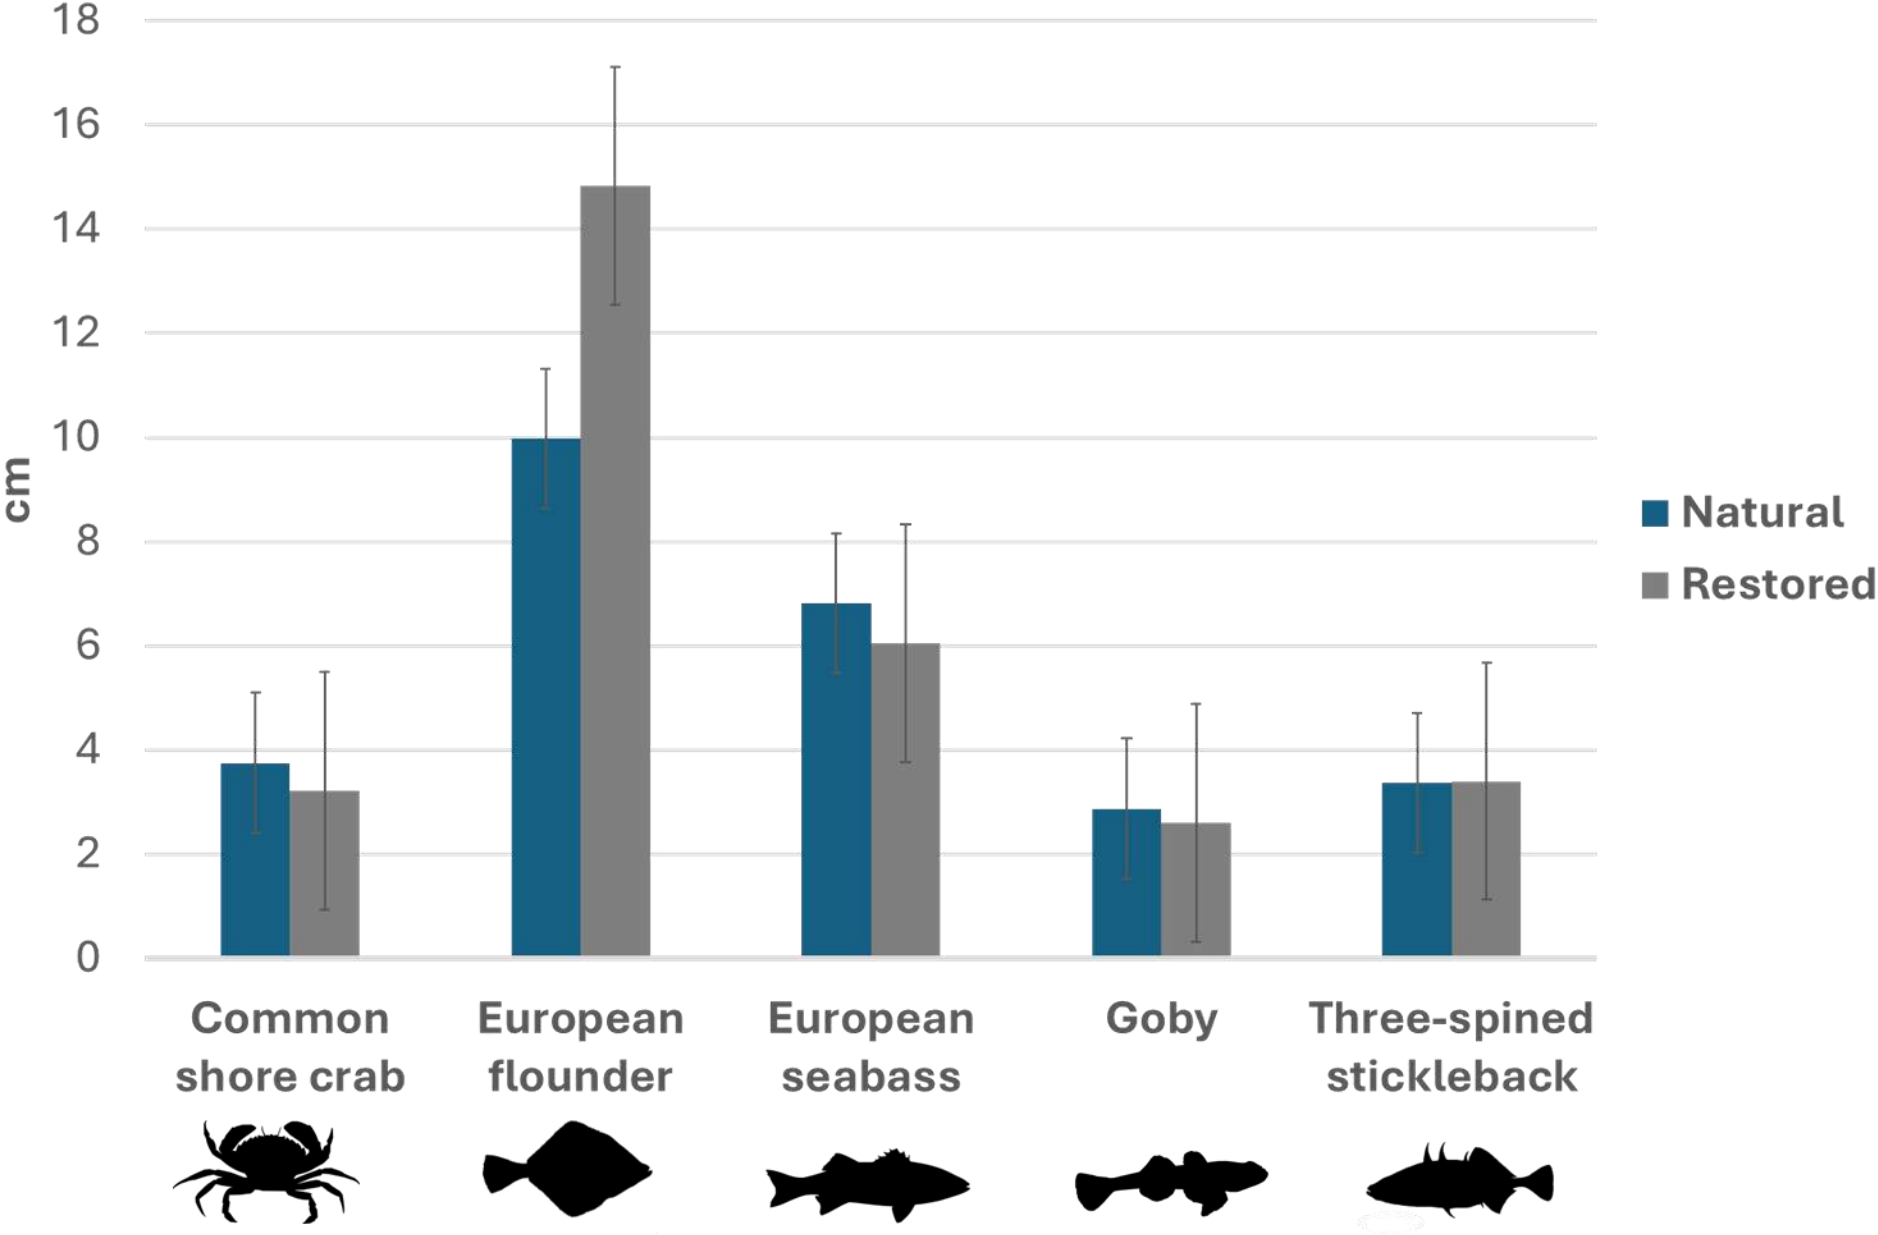 18
16
14
12
10
8
6
4
2
0
cm
Natural
Restored
Common
shore crab
European
flounder
European
seabass
Goby
Three-spined
stickleback